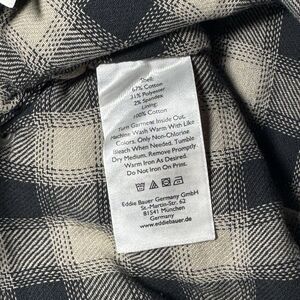 Shell:
67% Cotton
31% Polyester
2% Spandex
Lining:
100% Cotton
Turn Garment Inside Out.
Machine Wash Warm With Like
Colors. Only Non-Chlorine
Bleach When Needed. Tumble
Dry Medium. Remove Promptly.
Warm Iron As Desired.
Do Not Iron On Print.
Eddie Bauer Germany GmbH
St.-Martin-Str. 62
81541 München
Germany
www.eddiebauer.de